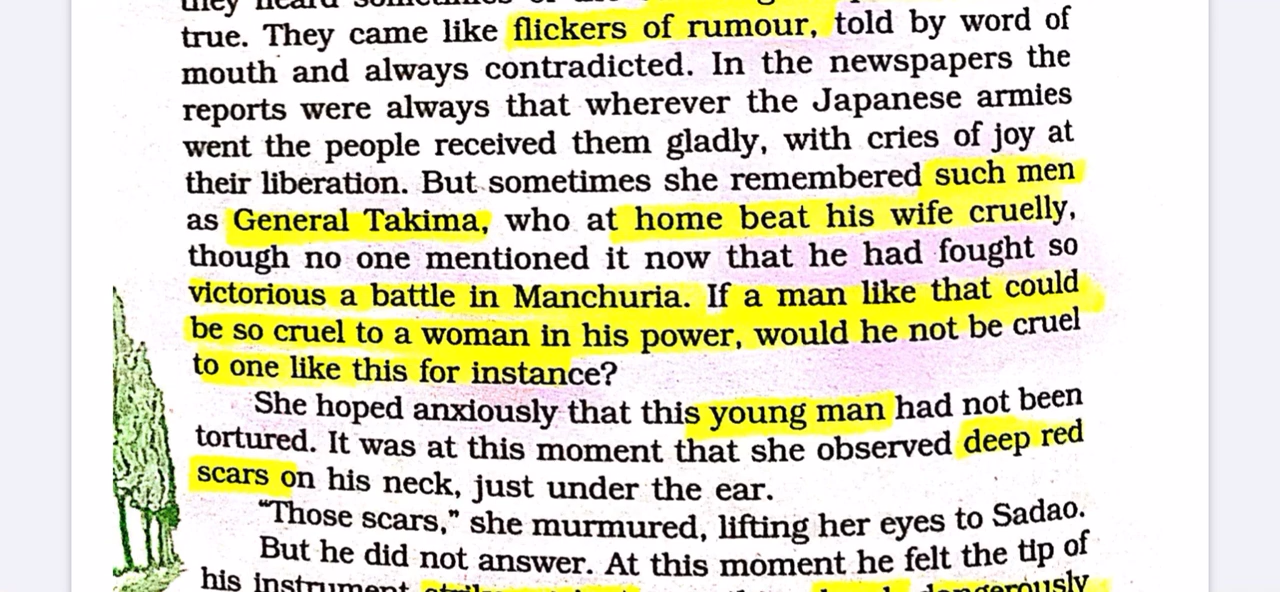 they heard sometimes
true. They came like flickers of rumour, told by word of
mouth and always contradicted. In the newspapers the
reports were always that wherever the Japanese armies
went the people received them gladly, with cries of joy at
their liberation. But sometimes she remembered such men
as General Takima, who at home beat his wife cruelly,
though no one mentioned it now that he had fought so
victorious a battle in Manchuria. If a man like that could
be so cruel to a woman in his power, would he not be cruel
to one like this for instance?
She hoped anxiously that this young man had not been
tortured. It was at this moment that she observed deep red
scars on his neck, just under the ear.
“Those scars,” she murmured, lifting her eyes to Sadao.
But he did not answer. At this moment he felt the tip of
his instrument dangerously